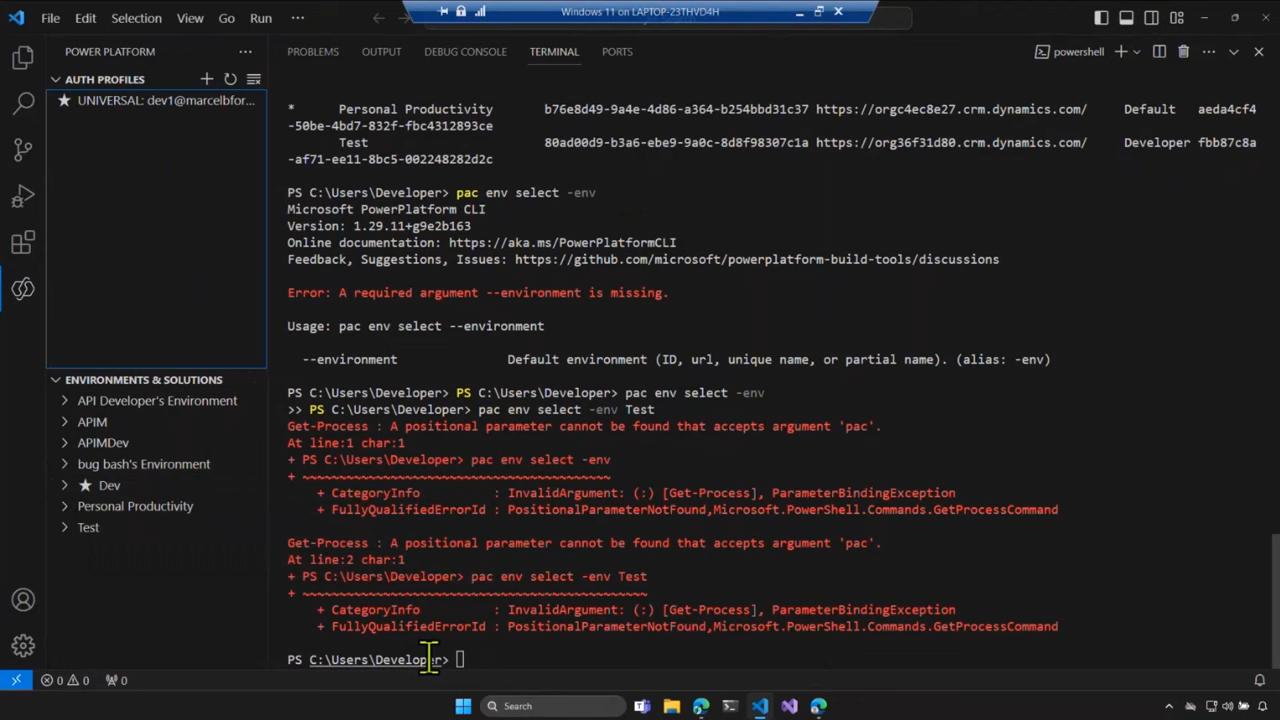 File Edit Selection View Go Run ···
Windows 11 on LAPTOP-23THVD4H
POWER PLATFORM ···
PROBLEMS OUTPUT DEBUG CONSOLE TERMINAL PORTS
powershell
AUTH PROFILES
UNIVERSAL: dev1@marcelbfor...
* Personal Productivity b76e8d49-9a4e-4d86-a364-b254bbd31c37 https://orgc4ec8e27.crm.dynamics.com/ Default aeda4cf4
-50be-4bd7-832f-fbc4312893ce
Test 80ad00d9-b3a6-ebe9-9a0c-8d8f98307c1a https://org36f31d80.crm.dynamics.com/ Developer fbb87c8a
-af71-ee11-8bc5-002248282d2c
PS C:\Users\Developer> pac env select -env
Microsoft PowerPlatform CLI
Version: 1.29.11+g9e2b163
Online documentation: https://aka.ms/PowerPlatformCLI
Feedback, Suggestions, Issues: https://github.com/microsoft/powerplatform-build-tools/discussions
Error: A required argument --environment is missing.
Usage: pac env select --environment
--environment Default environment (ID, url, unique name, or partial name). (alias: -env)
PS C:\Users\Developer> PS C:\Users\Developer> pac env select -env
>> PS C:\Users\Developer> pac env select -env Test
Get-Process : A positional parameter cannot be found that accepts argument 'pac'.
At line:1 char:1
+ PS C:\Users\Developer> pac env select -env
+ ~~~~~~~~~~~~~~~~~~~~~~~~~~~~~~~~~~~~~~~~~~
+ CategoryInfo : InvalidArgument: (:) [Get-Process], ParameterBindingException
+ FullyQualifiedErrorId : PositionalParameterNotFound,Microsoft.PowerShell.Commands.GetProcessCommand
Get-Process : A positional parameter cannot be found that accepts argument 'pac'.
At line:2 char:1
+ PS C:\Users\Developer> pac env select -env Test
+ ~~~~~~~~~~~~~~~~~~~~~~~~~~~~~~~~~~~~~~~~~~~~~~~
+ CategoryInfo : InvalidArgument: (:) [Get-Process], ParameterBindingException
+ FullyQualifiedErrorId : PositionalParameterNotFound,Microsoft.PowerShell.Commands.GetProcessCommand
PS C:\Users\Developer>
ENVIRONMENTS & SOLUTIONS
API Developer's Environment
APIM
APIMDev
bug bash's Environment
Dev
Personal Productivity
Test
0 0 0
Search